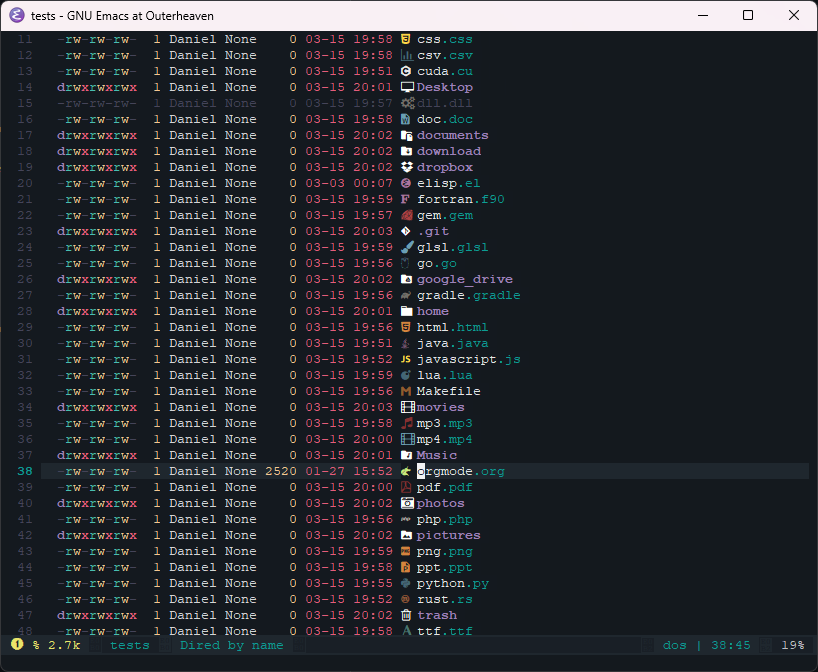 tests - GNU Emacs at Outerheaven
11 -rw-rw-rw- 1 Daniel None 0 03-15 19:58 css.css
12 -rw-rw-rw- 1 Daniel None 0 03-15 19:58 csv.csv
13 -rw-rw-rw- 1 Daniel None 0 03-15 19:51 cuda.cu
14 drwxrwxrwx 1 Daniel None 0 03-15 20:01 Desktop
15 -rw-rw-rw- 1 Daniel None 0 03-15 19:57 dll.dll
16 -rw-rw-rw- 1 Daniel None 0 03-15 19:58 doc.doc
17 drwxrwxrwx 1 Daniel None 0 03-15 20:02 documents
18 drwxrwxrwx 1 Daniel None 0 03-15 20:02 download
19 drwxrwxrwx 1 Daniel None 0 03-15 20:02 dropbox
20 -rw-rw-rw- 1 Daniel None 0 03-03 00:07 elisp.el
21 -rw-rw-rw- 1 Daniel None 0 03-15 19:59 fortran.f90
22 -rw-rw-rw- 1 Daniel None 0 03-15 19:57 gem.gem
23 drwxrwxrwx 1 Daniel None 0 03-15 20:03 .git
24 -rw-rw-rw- 1 Daniel None 0 03-15 19:59 glsl.glsl
25 -rw-rw-rw- 1 Daniel None 0 03-15 19:56 go.go
26 drwxrwxrwx 1 Daniel None 0 03-15 20:02 google_drive
27 -rw-rw-rw- 1 Daniel None 0 03-15 19:56 gradle.gradle
28 drwxrwxrwx 1 Daniel None 0 03-15 20:01 home
29 -rw-rw-rw- 1 Daniel None 0 03-15 19:56 html.html
30 -rw-rw-rw- 1 Daniel None 0 03-15 19:51 java.java
31 -rw-rw-rw- 1 Daniel None 0 03-15 19:52 JS javascript.js
32 -rw-rw-rw- 1 Daniel None 0 03-15 19:59 lua.lua
33 -rw-rw-rw- 1 Daniel None 0 03-15 19:56 Makefile
34 drwxrwxrwx 1 Daniel None 0 03-15 20:03 movies
35 -rw-rw-rw- 1 Daniel None 0 03-15 19:58 mp3.mp3
36 -rw-rw-rw- 1 Daniel None 0 03-15 20:00 mp4.mp4
37 drwxrwxrwx 1 Daniel None 0 03-15 20:01 Music
38 -rw-rw-rw- 1 Daniel None 2520 01-27 15:52 orgmode.org
39 -rw-rw-rw- 1 Daniel None 0 03-15 20:00 pdf.pdf
40 drwxrwxrwx 1 Daniel None 0 03-15 20:02 photos
41 -rw-rw-rw- 1 Daniel None 0 03-15 19:56 php.php
42 drwxrwxrwx 1 Daniel None 0 03-15 20:02 pictures
43 -rw-rw-rw- 1 Daniel None 0 03-15 19:59 png.png
44 -rw-rw-rw- 1 Daniel None 0 03-15 19:58 ppt.ppt
45 -rw-rw-rw- 1 Daniel None 0 03-15 19:55 python.py
46 -rw-rw-rw- 1 Daniel None 0 03-15 19:52 rust.rs
47 drwxrwxrwx 1 Daniel None 0 03-15 20:02 trash
48 -rw-rw-rw- 1 Daniel None 0 03-15 19:58 ttf.ttf
1 % 2.7k tests Dired by name dos | 38:45 19%